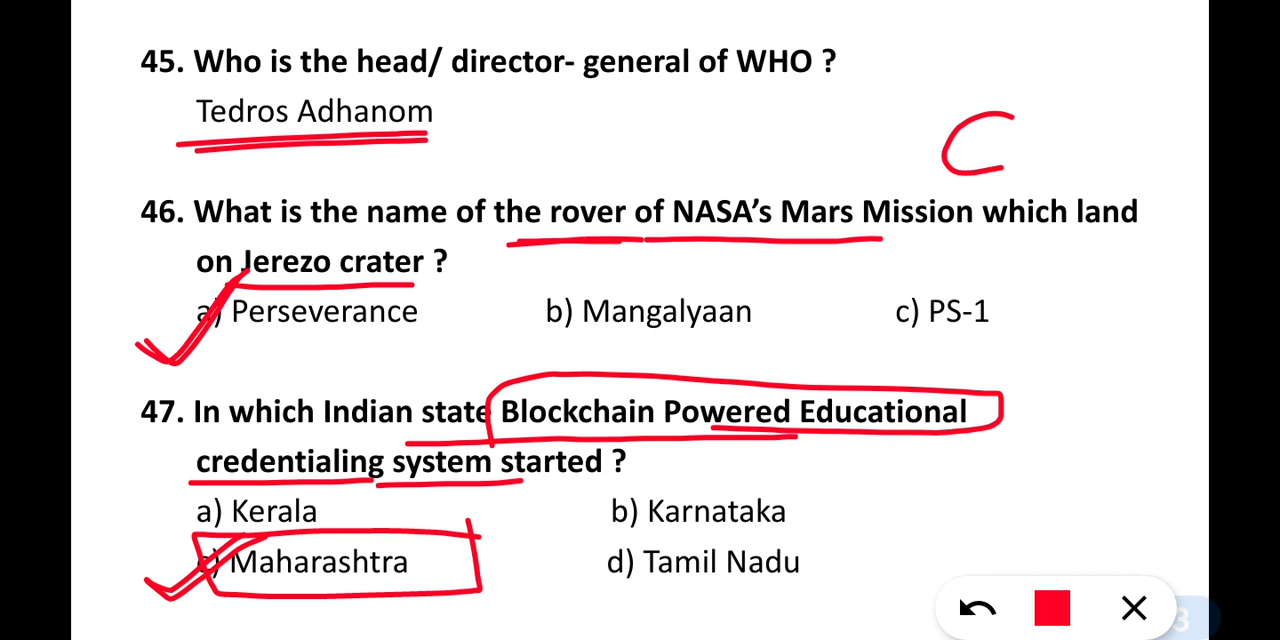 45. Who is the head/ director- general of WHO ?
Tedros Adhanom
C
46. What is the name of the rover of NASA's Mars Mission which land
on Jerezo crater ?
a) Perseverance b) Mangalyaan c) PS-1
47. In which Indian state Blockchain Powered Educational
credentialing system started ?
a) Kerala b) Karnataka
c) Maharashtra d) Tamil Nadu
3